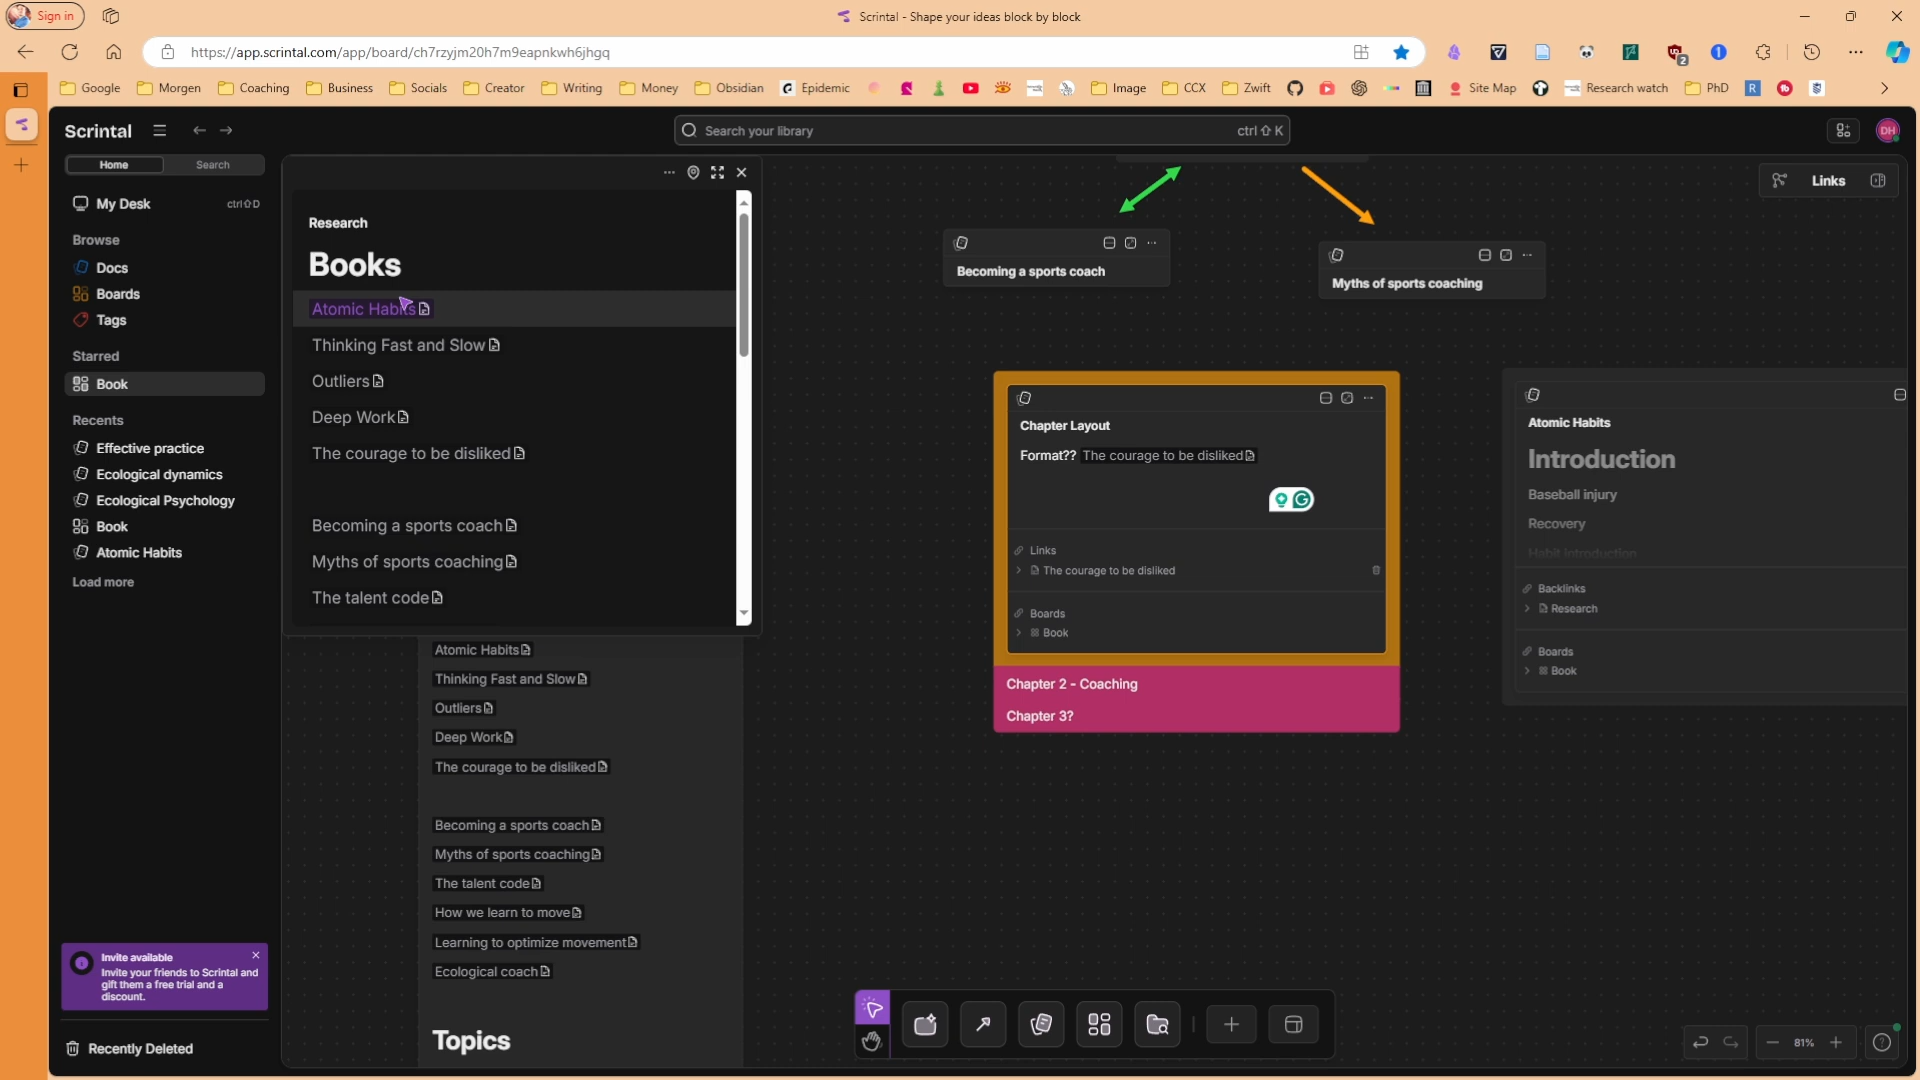 Sign in
Scrintal - Shape your ideas block by block
https://app.scrintal.com/app/board/ch7rzyjm20h7m9eapnkwh6jhgq
2
Google
Morgen
Coaching
Business
Socials
Creator
Writing
Money
Obsidian
Epidemic
Image
CCX
Zwift
Site Map
Research watch
PhD
Scrintal
Search your library
ctrl⇧K
DH
Home
Search
My Desk
ctrl⇧D
Browse
Docs
Boards
Tags
Starred
Book
Recents
Effective practice
Ecological dynamics
Ecological Psychology
Book
Atomic Habits
Load more
Invite available
Invite your friends to Scrintal and
gift them a free trial and a
discount.
Recently Deleted
Research
Books
Atomic Habits
Thinking Fast and Slow
Outliers
Deep Work
The courage to be disliked
Becoming a sports coach
Myths of sports coaching
The talent code
Atomic Habits
Thinking Fast and Slow
Outliers
Deep Work
The courage to be disliked
Becoming a sports coach
Myths of sports coaching
The talent code
How we learn to move
Learning to optimize movement
Ecological coach
Topics
Becoming a sports coach
Myths of sports coaching
Links
Chapter Layout
Format?? The courage to be disliked
Links
The courage to be disliked
Boards
Book
Chapter 2 - Coaching
Chapter 3?
Atomic Habits
Introduction
Baseball injury
Recovery
Habit introduction
Backlinks
Research
Boards
Book
81%